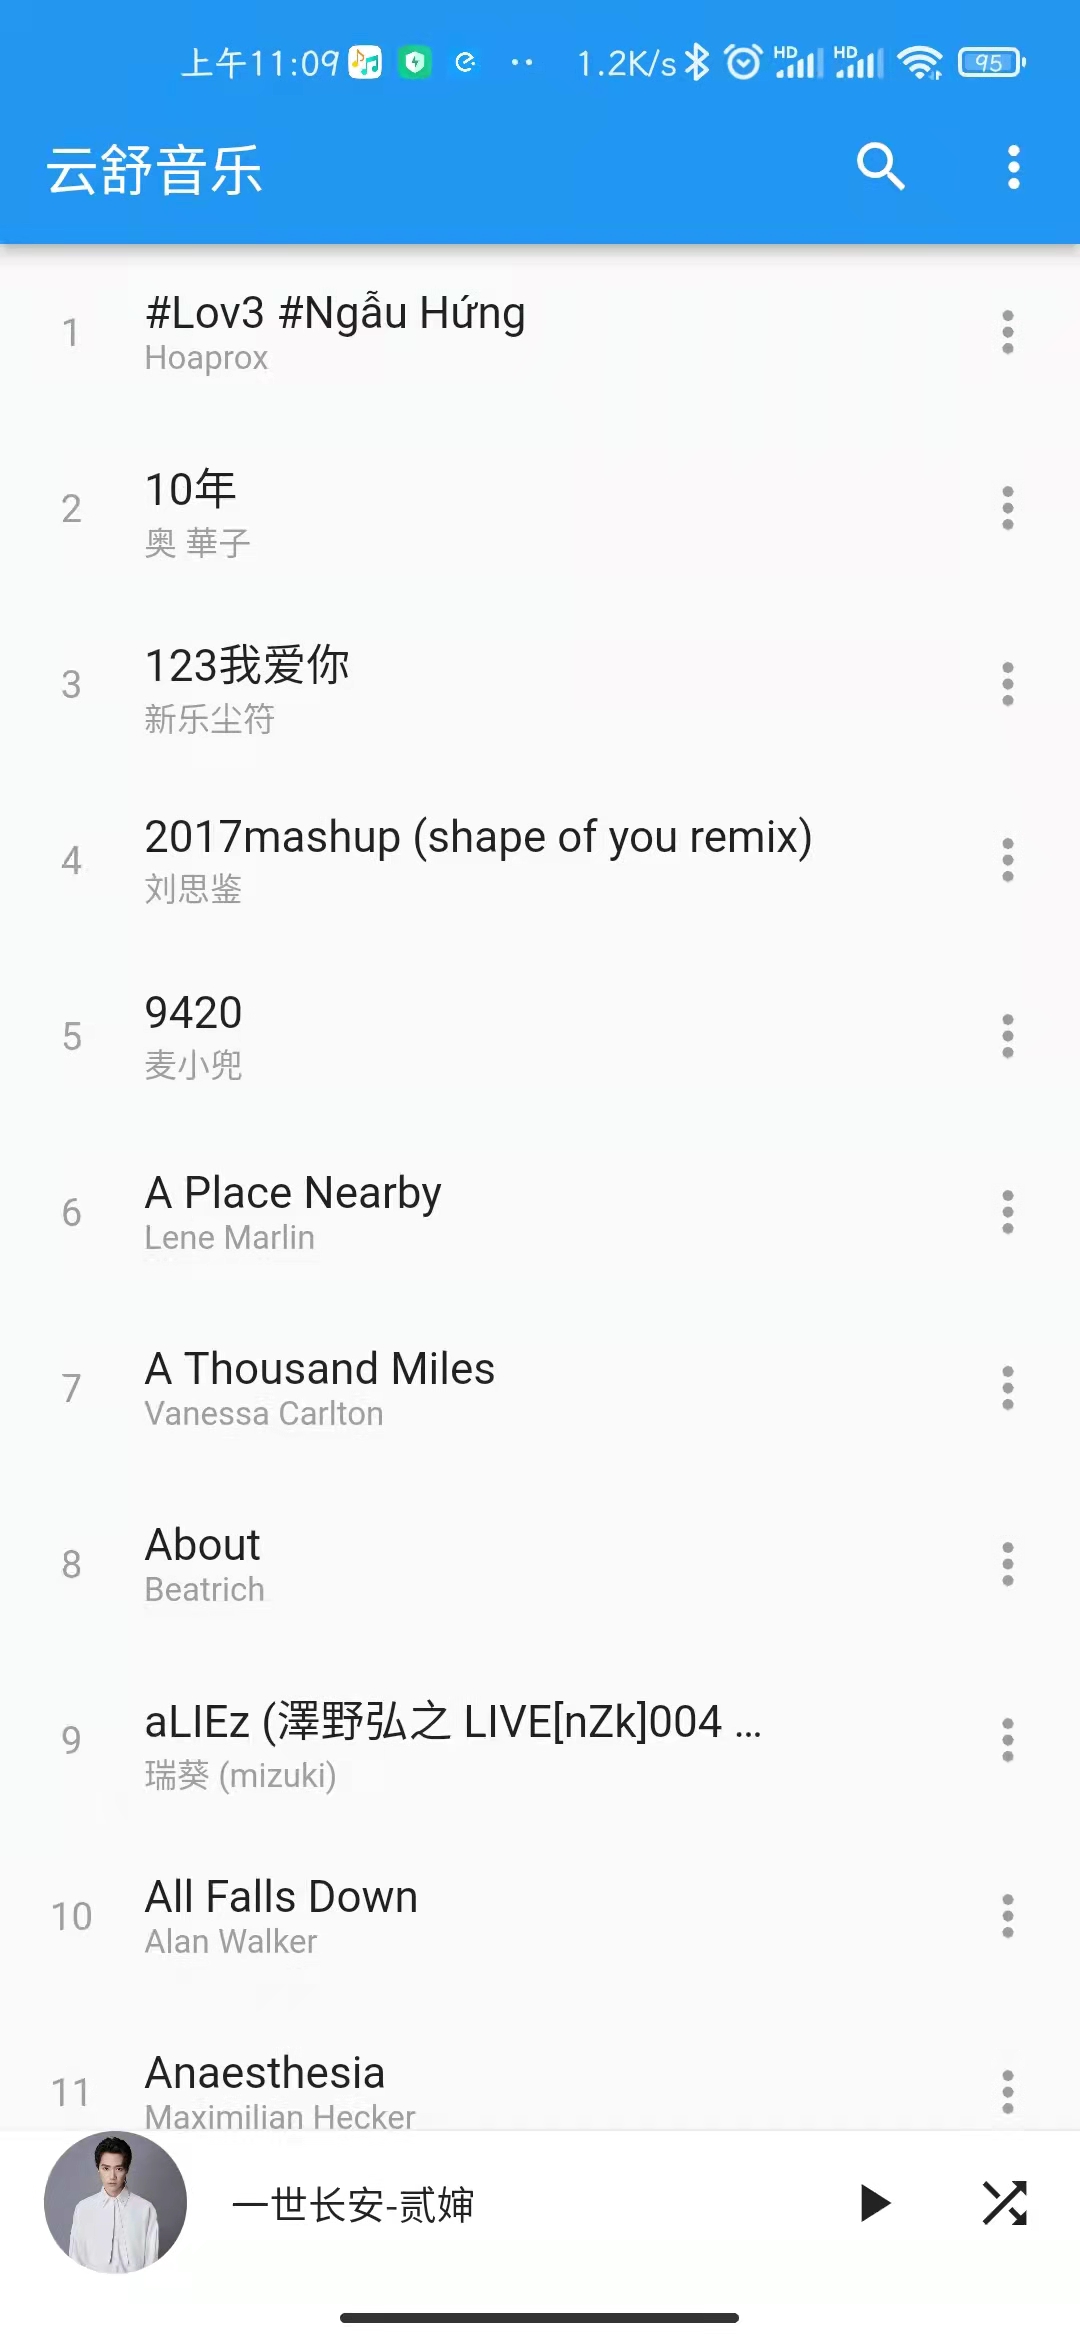 上午11:09 1.2K/s HD HD 95
云舒音乐
1 #Lov3 #Ngẫu Hứng
Hoaprox
2 10年
奥 華子
3 123我爱你
新乐尘符
4 2017mashup (shape of you remix)
刘思鉴
5 9420
麦小兜
6 A Place Nearby
Lene Marlin
7 A Thousand Miles
Vanessa Carlton
8 About
Beatrich
9 aLIEz (澤野弘之 LIVE[nZk]004 ...
瑞葵 (mizuki)
10 All Falls Down
Alan Walker
11 Anaesthesia
Maximilian Hecker
一世长安-贰婶